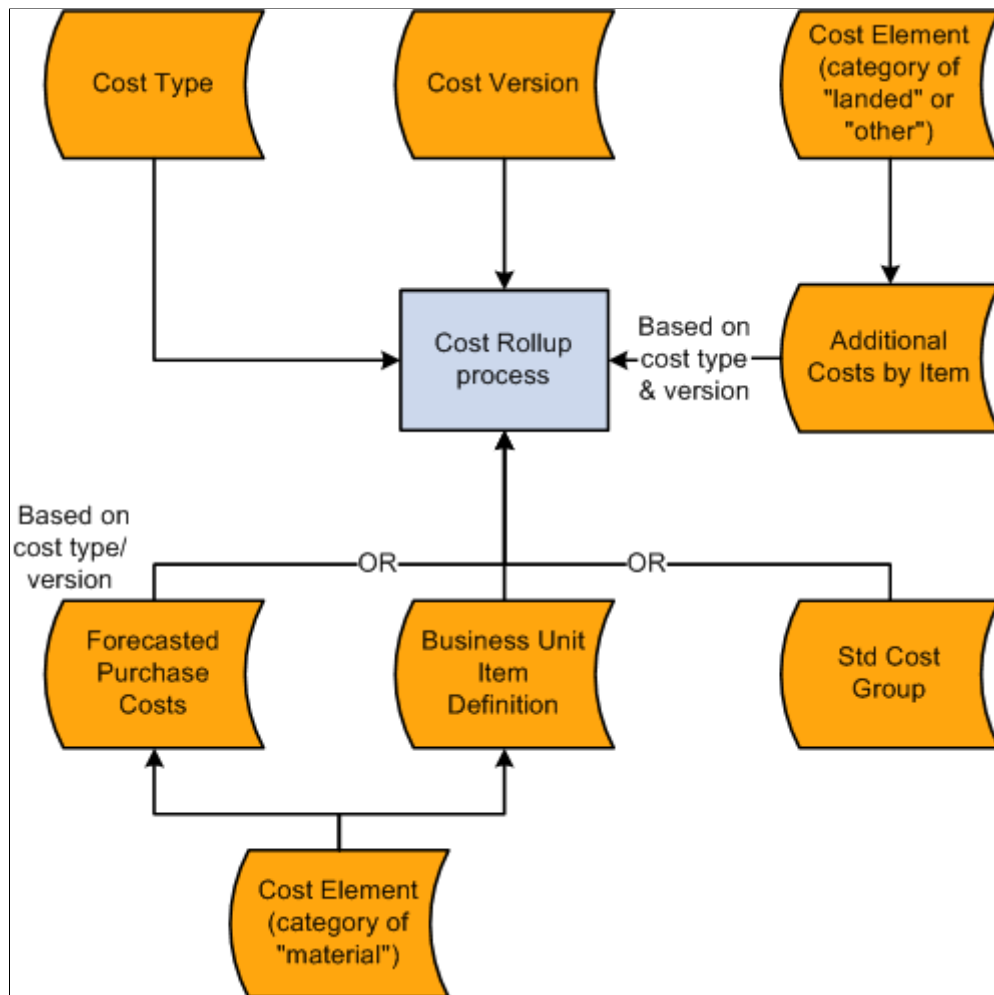 Cost Type
Cost Version
Cost Element
(category of
"landed" or
"other")
Cost Rollup
process
Based on
cost type
& version
Additional
Costs by Item
Based on
cost type/
version
OR
OR
Forecasted
Purchase
Costs
Business Unit
Item
Definition
Std Cost
Group
Cost Element
(category of
"material")